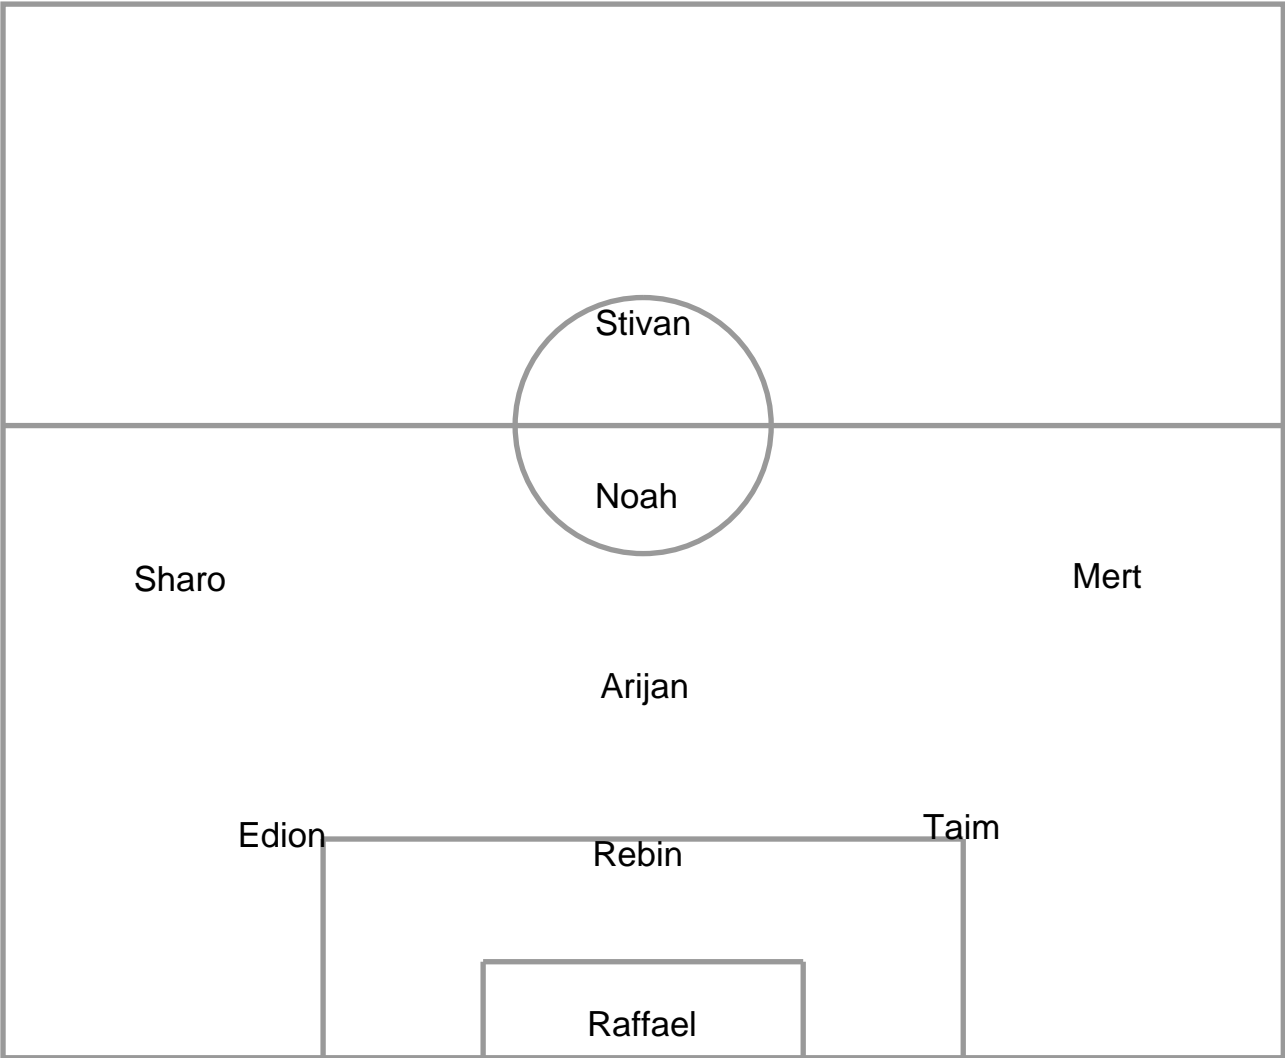 Stivan
Noah
Sharo
Mert
Arijan
Edion
Taim
Rebin
Raffael